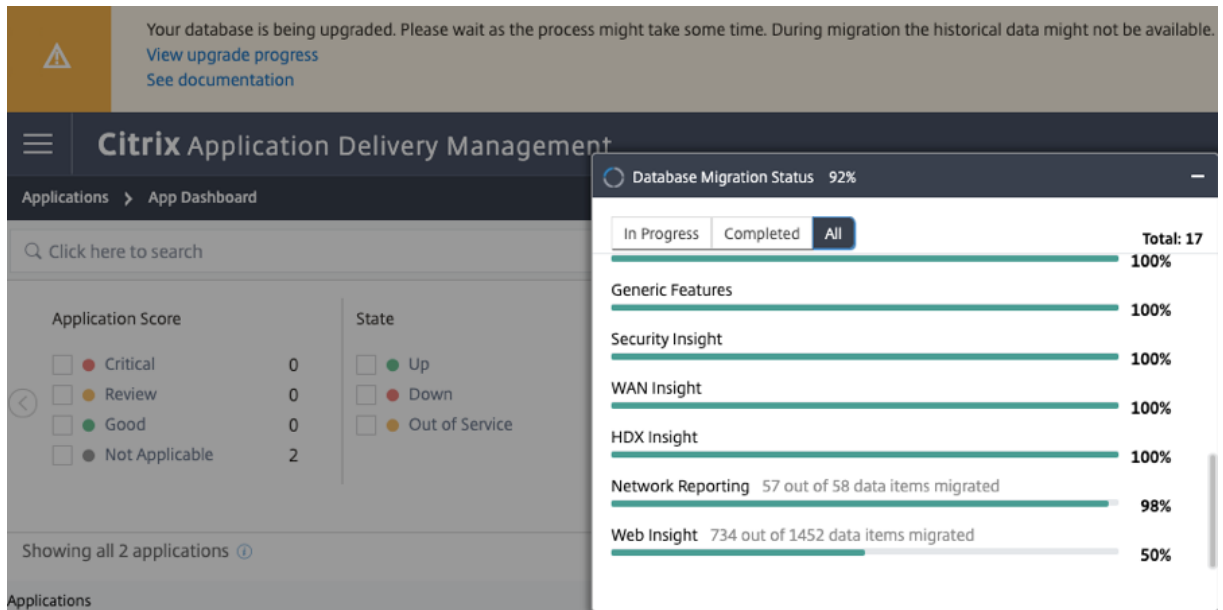 Your database is being upgraded. Please wait as the process might take some time. During migration the historical data might not be available.
View upgrade progress
See documentation
Citrix Application Delivery Management
Applications > App Dashboard
Click here to search
Application Score
Critical 0
Review 0
Good 0
Not Applicable 2
State
Up
Down
Out of Service
Showing all 2 applications
Applications
Database Migration Status 92%
In Progress Completed All Total: 17
100%
Generic Features
100%
Security Insight
100%
WAN Insight
100%
HDX Insight
100%
Network Reporting 57 out of 58 data items migrated
98%
Web Insight 734 out of 1452 data items migrated
50%